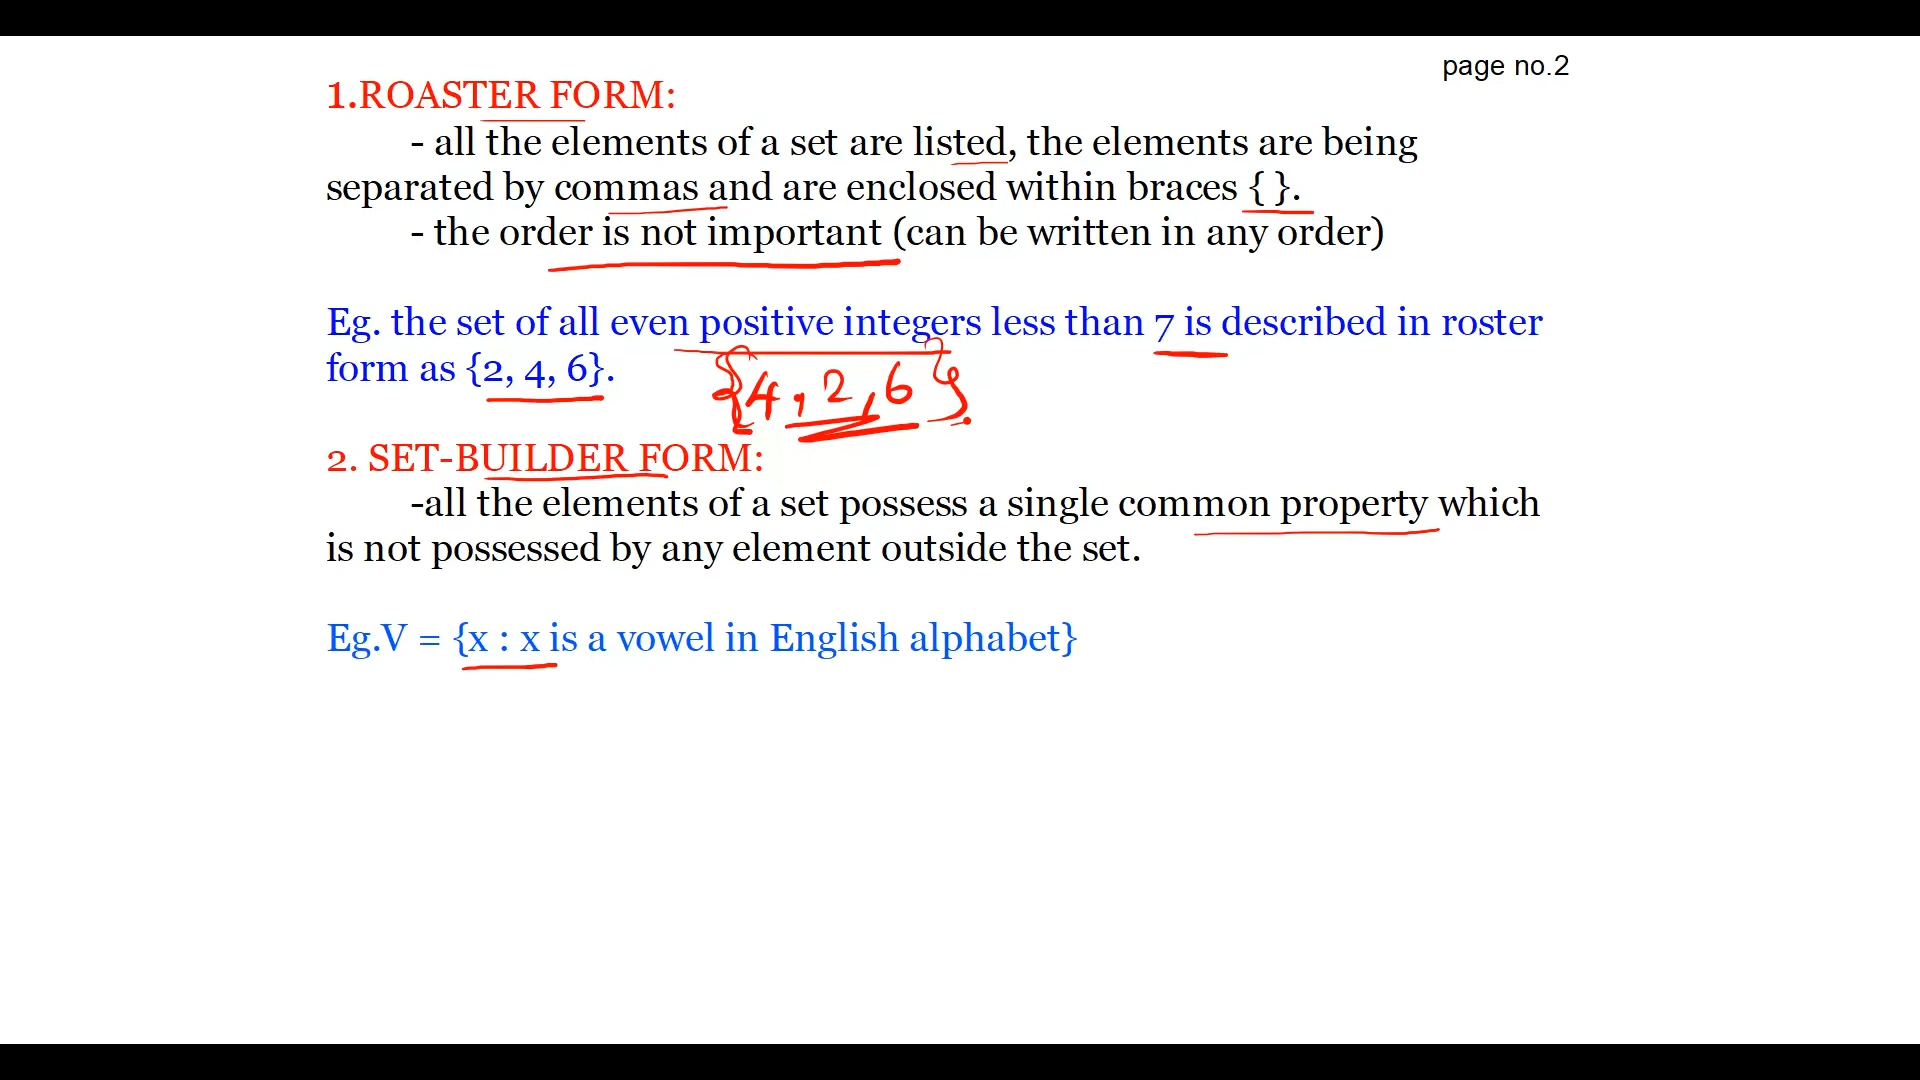 page no.2
1.ROASTER FORM:
- all the elements of a set are listed, the elements are being
separated by commas and are enclosed within braces { }.
- the order is not important (can be written in any order)
Eg. the set of all even positive integers less than 7 is described in roster
form as {2, 4, 6}.
{4, 2, 6}
2. SET-BUILDER FORM:
-all the elements of a set possess a single common property which
is not possessed by any element outside the set.
Eg.V = {x : x is a vowel in English alphabet}